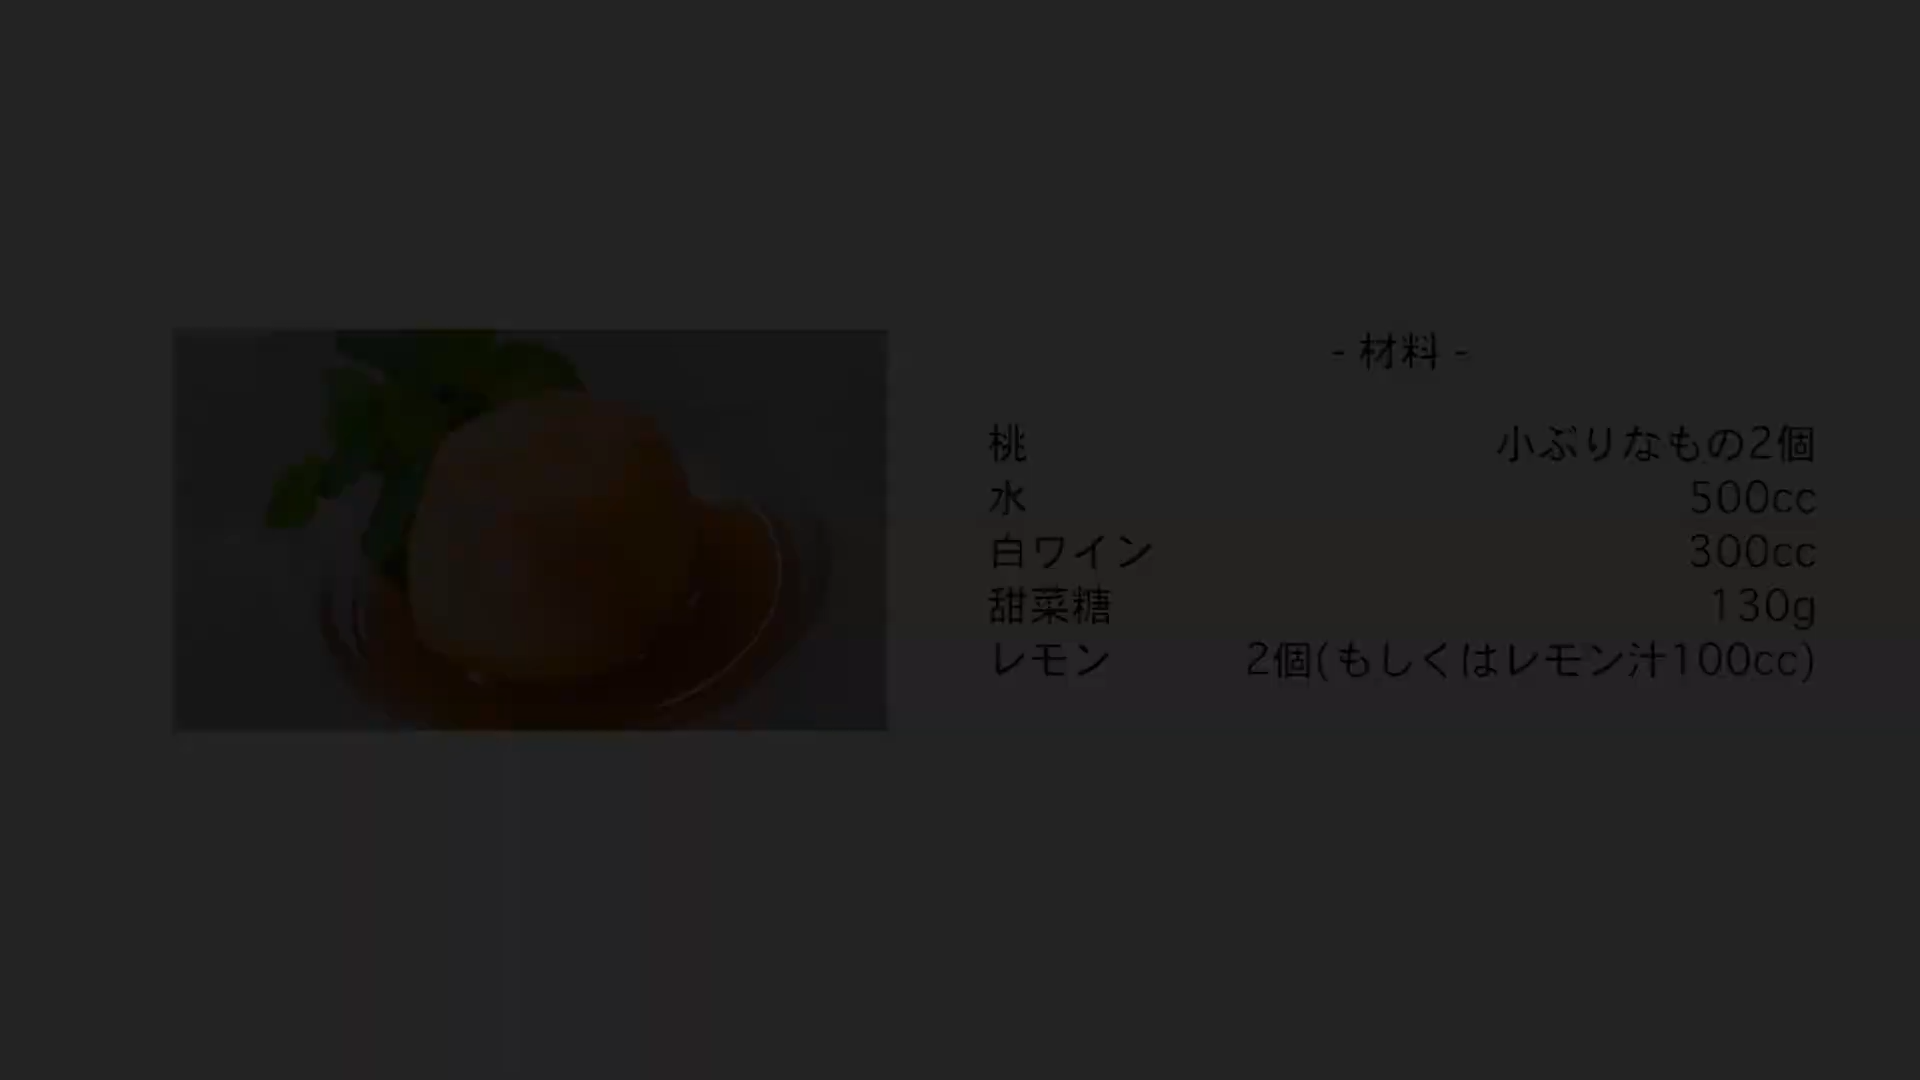 - 材料 -
桃 小ぶりなもの2個
水 500cc
白ワイン 300cc
甜菜糖 130g
レモン 2個(もしくはレモン汁100cc)